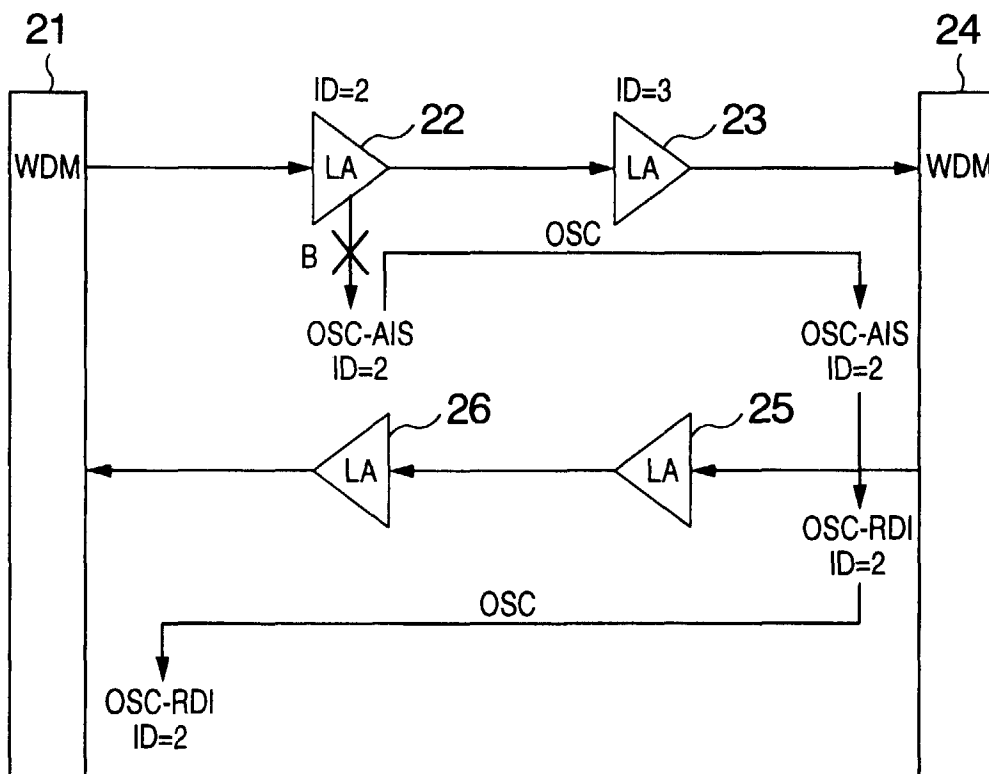 21
24
ID=2
ID=3
22
23
WDM
LA
LA
WDM
OSC
B
OSC-AIS
ID=2
OSC-AIS
ID=2
26
25
LA
LA
OSC-RDI
ID=2
OSC
OSC-RDI
ID=2